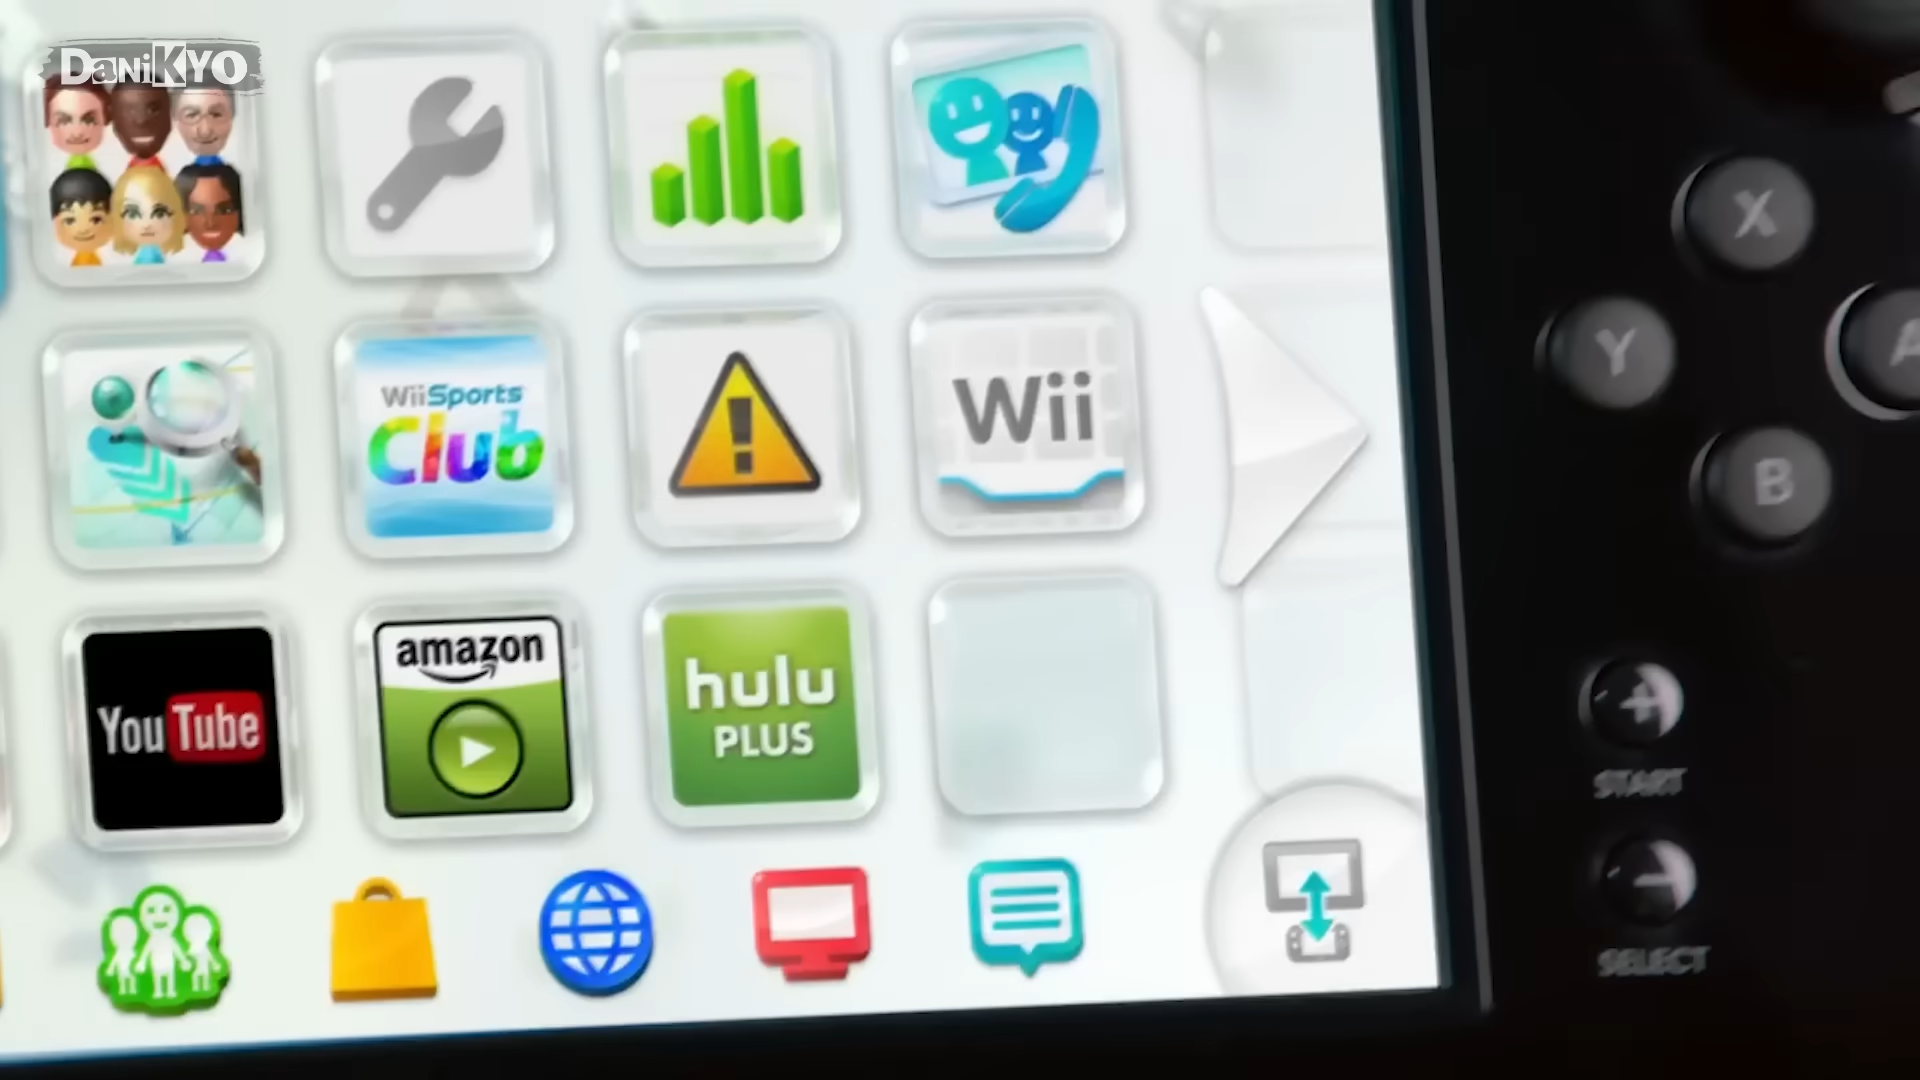 DaniKYO
X
WiiSports
Club
Wii
Y
A
B
YouTube
amazon
hulu
PLUS
START
SELECT